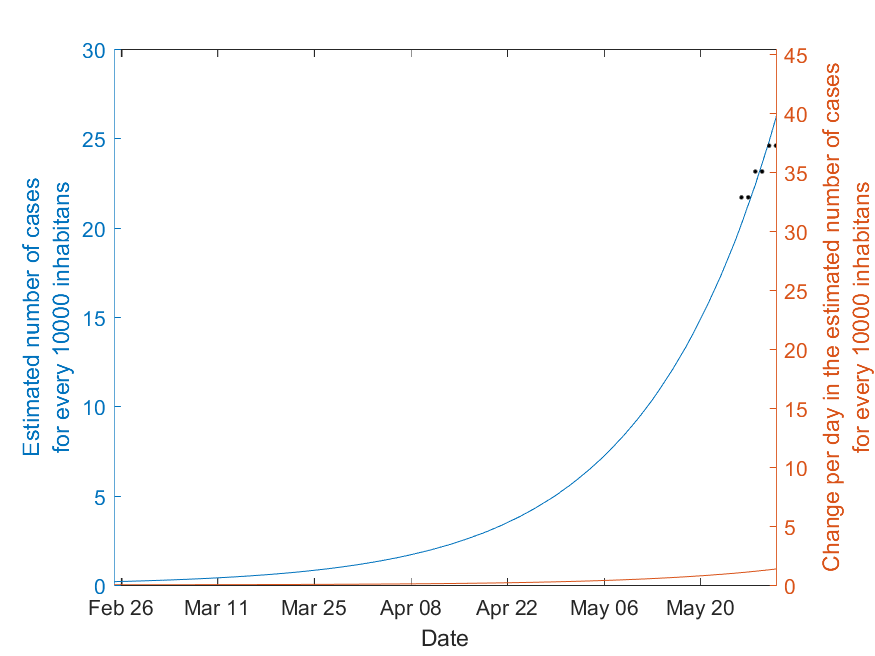 Estimated number of cases
for every 10000 inhabitans
30
25
20
15
10
5
0
45
40
35
30
25
20
15
10
5
0
Change per day in the estimated number of cases
for every 10000 inhabitans
Feb 26 Mar 11 Mar 25 Apr 08 Apr 22 May 06 May 20
Date